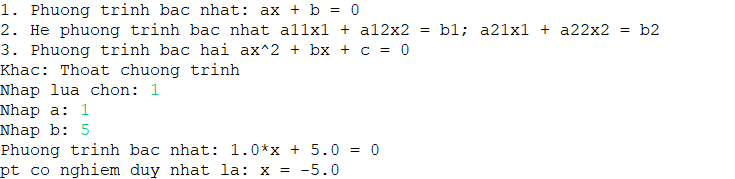 1. Phuong trinh bac nhat: ax + b = 0
2. He phuong trinh bac nhat a11x1 + a12x2 = b1; a21x1 + a22x2 = b2
3. Phuong trinh bac hai ax^2 + bx + c = 0
Khac: Thoat chuong trinh
Nhap lua chon: 1
Nhap a: 1
Nhap b: 5
Phuong trinh bac nhat: 1.0*x + 5.0 = 0
pt co nghiem duy nhat la: x = -5.0